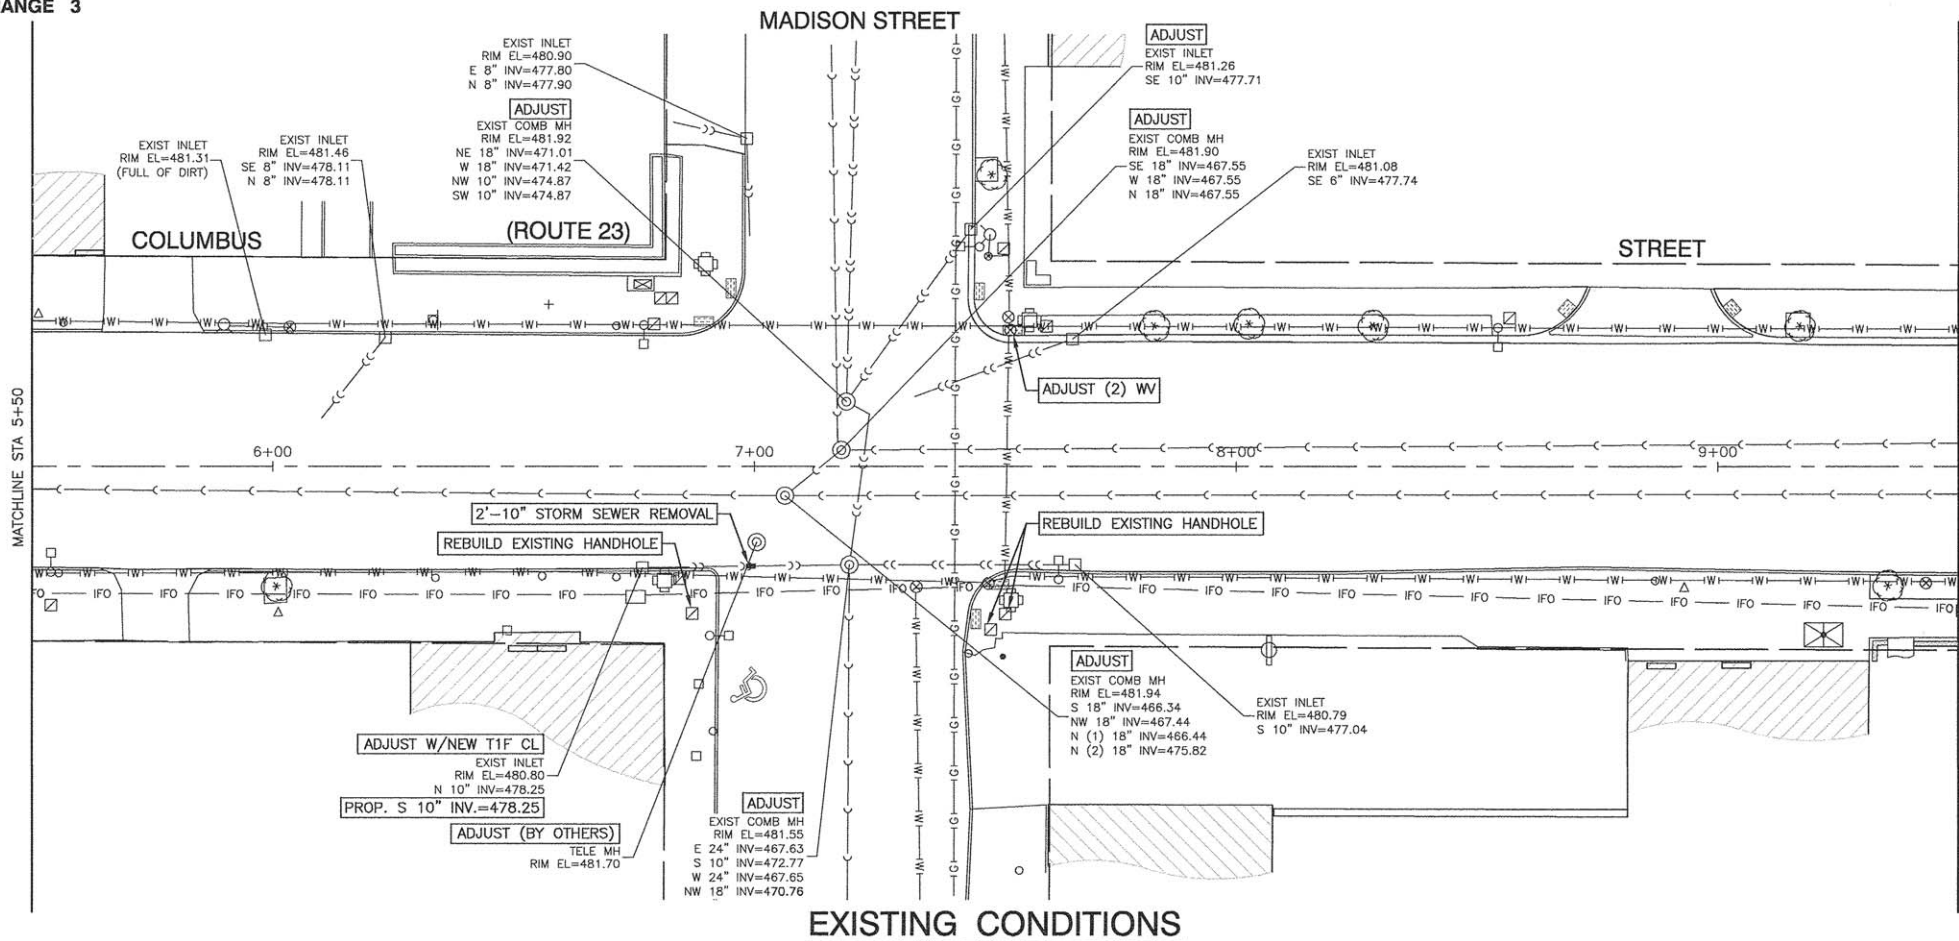 ANGE 3
MADISON STREET
EXIST INLET
RIM EL=480.90
E 8" INV=477.80
N 8" INV=477.90
ADJUST
EXIST COMB MH
RIM EL=481.92
NE 18" INV=471.01
W 18" INV=471.42
NW 10" INV=474.87
SW 10" INV=474.87
EXIST INLET
RIM EL=481.31
(FULL OF DIRT)
EXIST INLET
RIM EL=481.46
SE 8" INV=478.11
N 8" INV=478.11
ADJUST
EXIST INLET
RIM EL=481.26
SE 10" INV=477.71
ADJUST
EXIST COMB MH
RIM EL=481.90
SE 18" INV=467.55
W 18" INV=467.55
N 18" INV=467.55
EXIST INLET
RIM EL=481.08
SE 6" INV=477.74
COLUMBUS
(ROUTE 23)
STREET
ADJUST (2) WV
MATCHLINE STA 5+50
6+00
7+00
8+00
9+00
2'-10" STORM SEWER REMOVAL
REBUILD EXISTING HANDHOLE
REBUILD EXISTING HANDHOLE
ADJUST W/NEW T1F CL
EXIST INLET
RIM EL=480.80
N 10" INV=478.25
PROP. S 10" INV.=478.25
ADJUST (BY OTHERS)
TELE MH
RIM EL=481.70
ADJUST
EXIST COMB MH
RIM EL=481.55
E 24" INV=467.63
S 10" INV=472.77
W 24" INV=467.65
NW 18" INV=470.76
ADJUST
EXIST COMB MH
RIM EL=481.94
S 18" INV=466.34
NW 18" INV=467.44
N (1) 18" INV=466.44
N (2) 18" INV=475.82
EXIST INLET
RIM EL=480.79
S 10" INV=477.04
EXISTING CONDITIONS